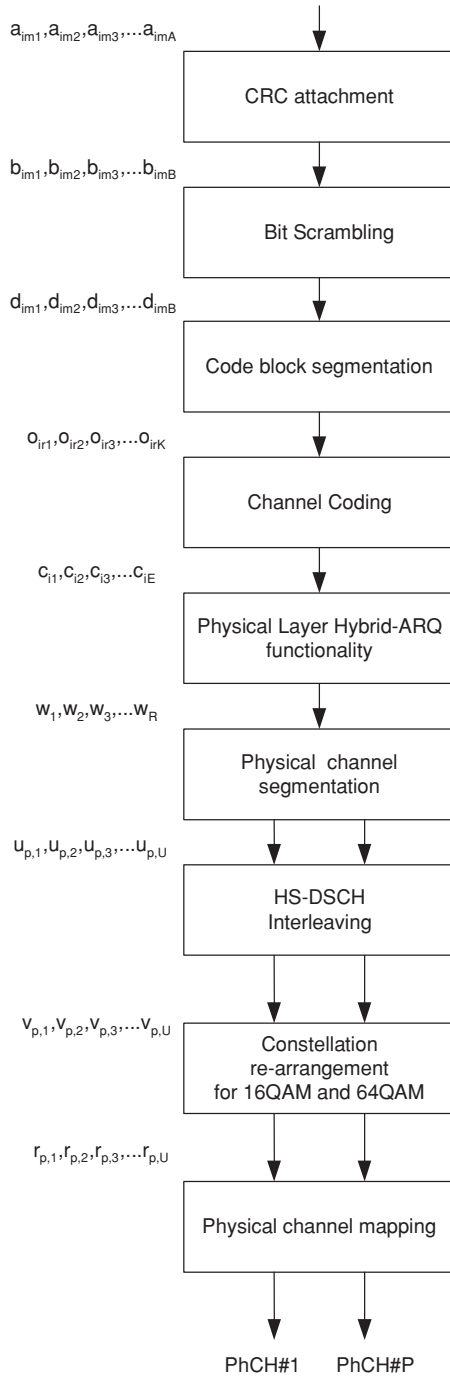 a_im1,a_im2,a_im3,...a_imA
CRC attachment
b_im1,b_im2,b_im3,...b_imB
Bit Scrambling
d_im1,d_im2,d_im3,...d_imB
Code block segmentation
o_ir1,o_ir2,o_ir3,...o_irK
Channel Coding
c_i1,c_i2,c_i3,...c_iE
Physical Layer Hybrid-ARQ
functionality
w_1,w_2,w_3,...w_R
Physical channel
segmentation
u_p,1,u_p,2,u_p,3,...u_p,U
HS-DSCH
Interleaving
v_p,1,v_p,2,v_p,3,...v_p,U
Constellation
re-arrangement
for 16QAM and 64QAM
r_p,1,r_p,2,r_p,3,...r_p,U
Physical channel mapping
PhCH#1 PhCH#P